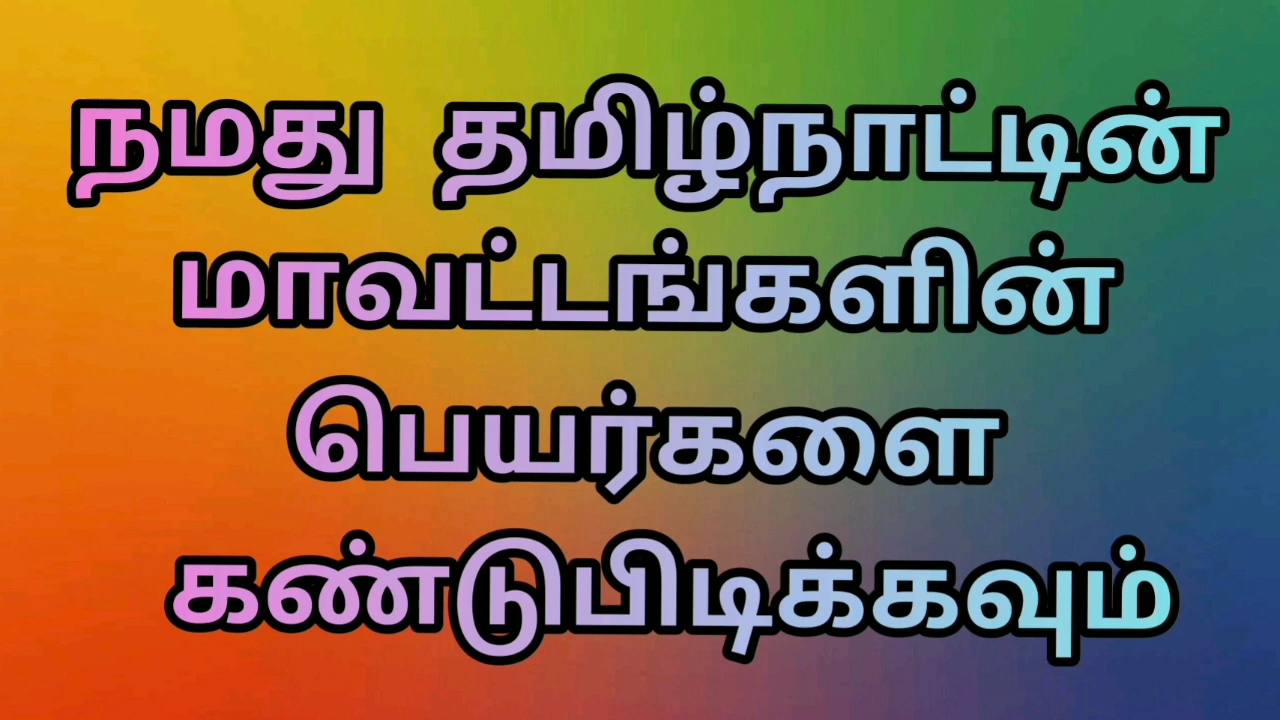 நமது தமிழ்நாட்டின்
மாவட்டங்களின்
பெயர்களை
கண்டுபிடிக்கவும்